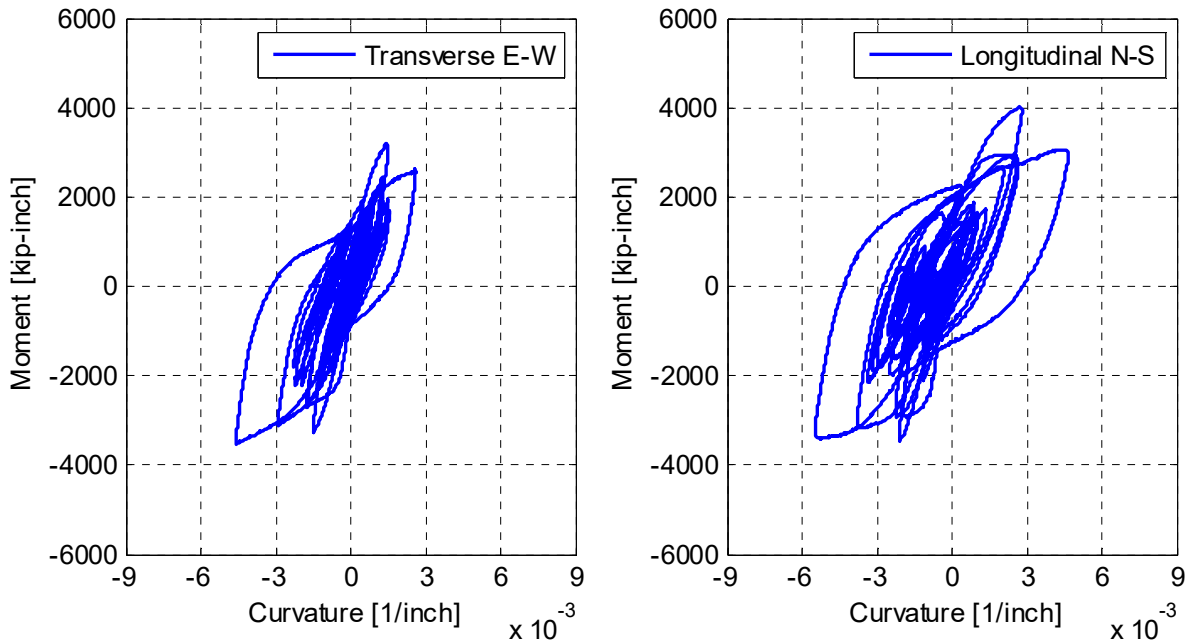 Transverse E-W
6000
4000
2000
0
-2000
-4000
-6000
Moment [kip-inch]
-9 -6 -3 0 3 6 9
Curvature [1/inch]
x 10-3
Longitudinal N-S
6000
4000
2000
0
-2000
-4000
-6000
Moment [kip-inch]
-9 -6 -3 0 3 6 9
Curvature [1/inch]
x 10-3